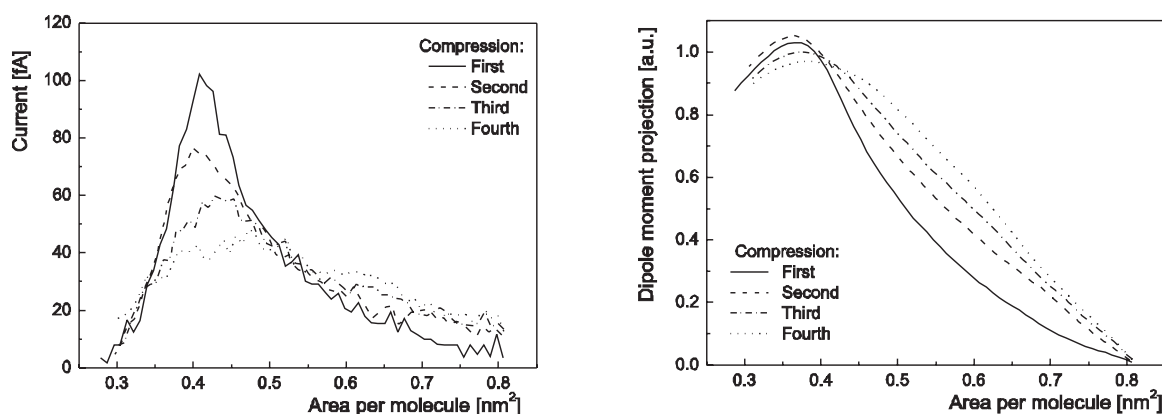 120
100
80
60
40
20
0
Current [fA]
Compression:
First
Second
Third
Fourth
0.3 0.4 0.5 0.6 0.7 0.8
Area per molecule [nm²]
1.0
0.8
0.6
0.4
0.2
0.0
Dipole moment projection [a.u.]
Compression:
First
Second
Third
Fourth
0.3 0.4 0.5 0.6 0.7 0.8
Area per molecule [nm²]